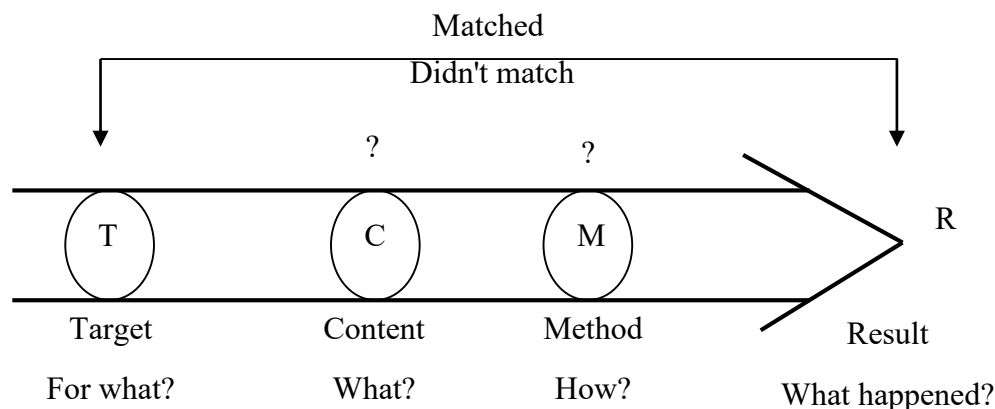 Matched
Didn't match
? ?
T C M R
Target Content Method Result
For what? What? How? What happened?